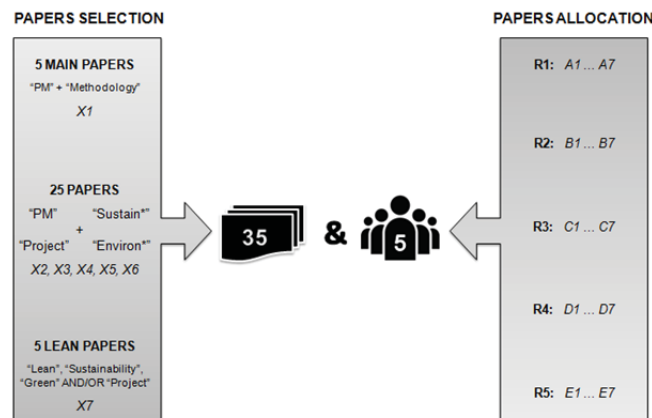 PAPERS SELECTION
5 MAIN PAPERS
“PM” + “Methodology”
X1
25 PAPERS
“PM” “Sustain*”
+
“Project” “Environ*”
X2, X3, X4, X5, X6
5 LEAN PAPERS
“Lean”, “Sustainability”,
“Green” AND/OR “Project”
X7
35
&
5
PAPERS ALLOCATION
R1: A1 ... A7
R2: B1 ... B7
R3: C1 ... C7
R4: D1 ... D7
R5: E1 ... E7